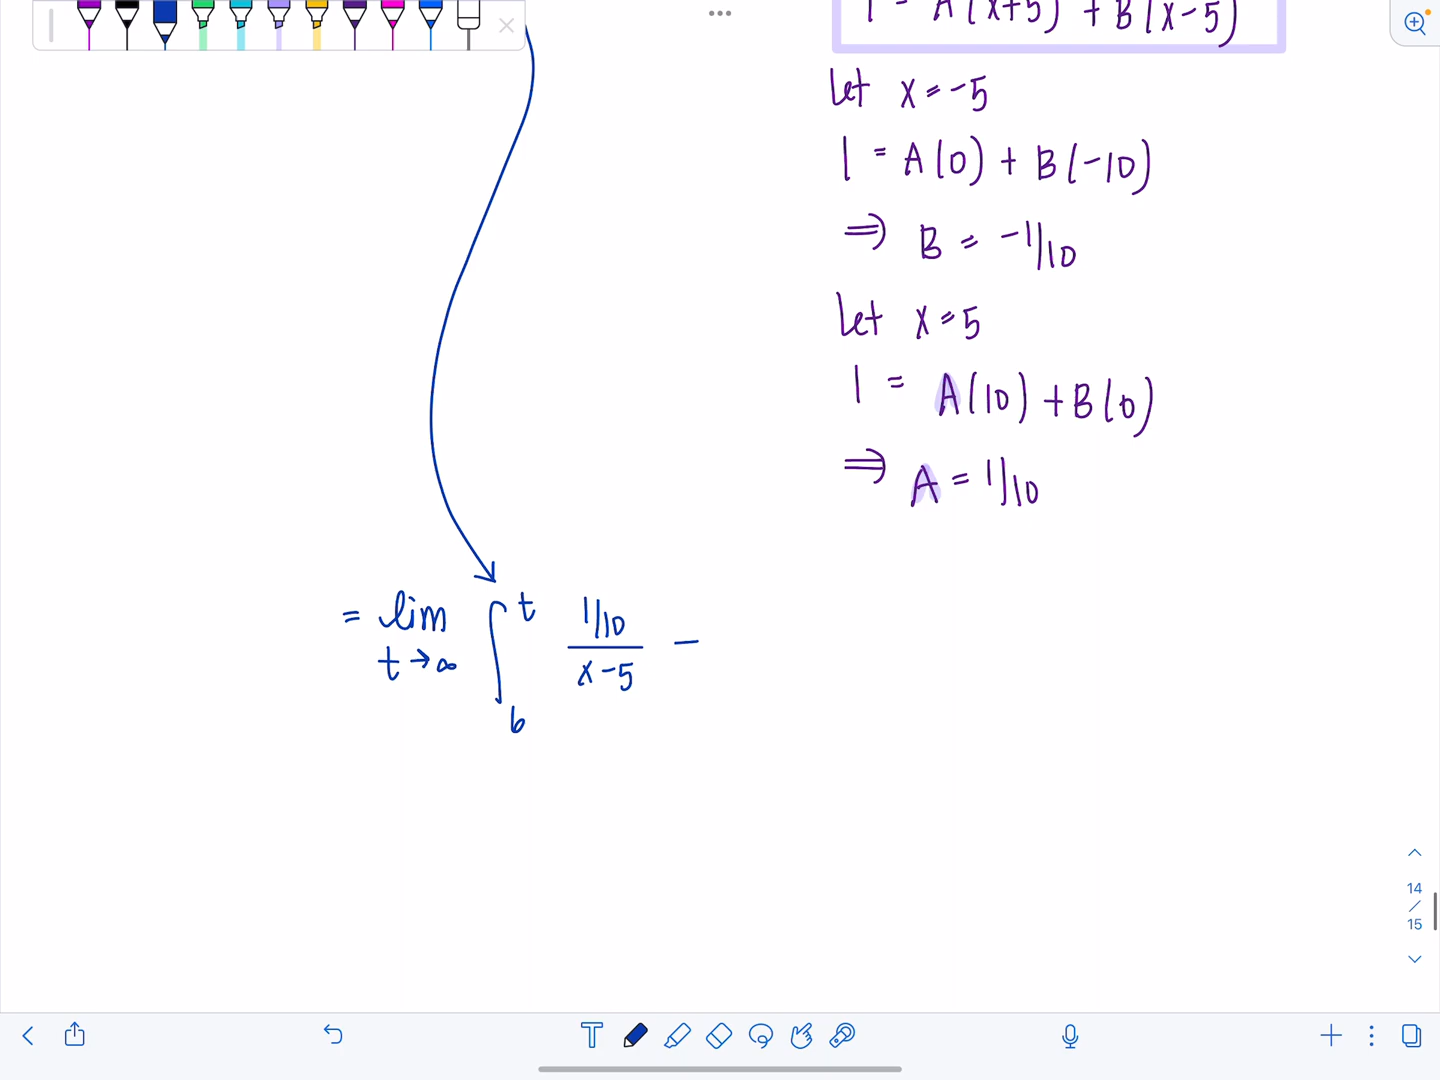 1 = A(x+5) + B(x-5)
let x = -5
1 = A(0) + B(-10)
⇒ B = -1/10
let x = 5
1 = A(10) + B(0)
⇒ A = 1/10
= lim t→∞ ∫_6^t (1/10)/(x-5) -
14
/
15
T